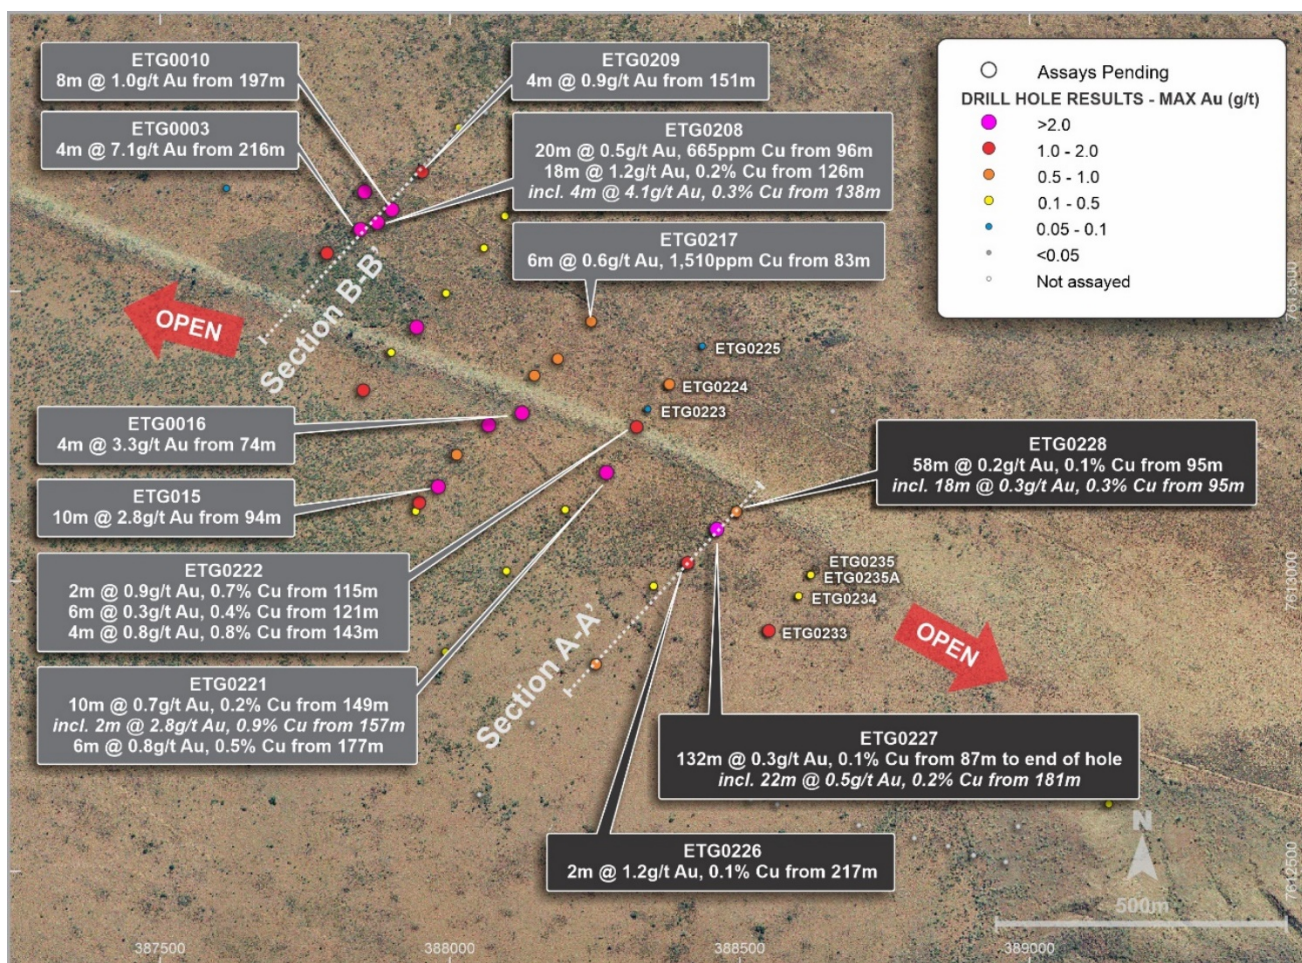 ETG0010
8m @ 1.0g/t Au from 197m
ETG0003
4m @ 7.1g/t Au from 216m
ETG0209
4m @ 0.9g/t Au from 151m
ETG0208
20m @ 0.5g/t Au, 665ppm Cu from 96m
18m @ 1.2g/t Au, 0.2% Cu from 126m
incl. 4m @ 4.1g/t Au, 0.3% Cu from 138m
ETG0217
6m @ 0.6g/t Au, 1,510ppm Cu from 83m
Assays Pending
DRILL HOLE RESULTS - MAX Au (g/t)
>2.0
1.0 - 2.0
0.5 - 1.0
0.1 - 0.5
0.05 - 0.1
<0.05
Not assayed
OPEN
Section B-B'
ETG0225
ETG0224
ETG0223
ETG0016
4m @ 3.3g/t Au from 74m
ETG015
10m @ 2.8g/t Au from 94m
ETG0228
58m @ 0.2g/t Au, 0.1% Cu from 95m
incl. 18m @ 0.3g/t Au, 0.3% Cu from 95m
ETG0222
2m @ 0.9g/t Au, 0.7% Cu from 115m
6m @ 0.3g/t Au, 0.4% Cu from 121m
4m @ 0.8g/t Au, 0.8% Cu from 143m
ETG0235
ETG0235A
ETG0234
ETG0233
7613000
OPEN
Section A-A'
ETG0221
10m @ 0.7g/t Au, 0.2% Cu from 149m
incl. 2m @ 2.8g/t Au, 0.9% Cu from 157m
6m @ 0.8g/t Au, 0.5% Cu from 177m
ETG0227
132m @ 0.3g/t Au, 0.1% Cu from 87m to end of hole
incl. 22m @ 0.5g/t Au, 0.2% Cu from 181m
ETG0226
2m @ 1.2g/t Au, 0.1% Cu from 217m
N
7612500
500m
387500
388000
388500
389000